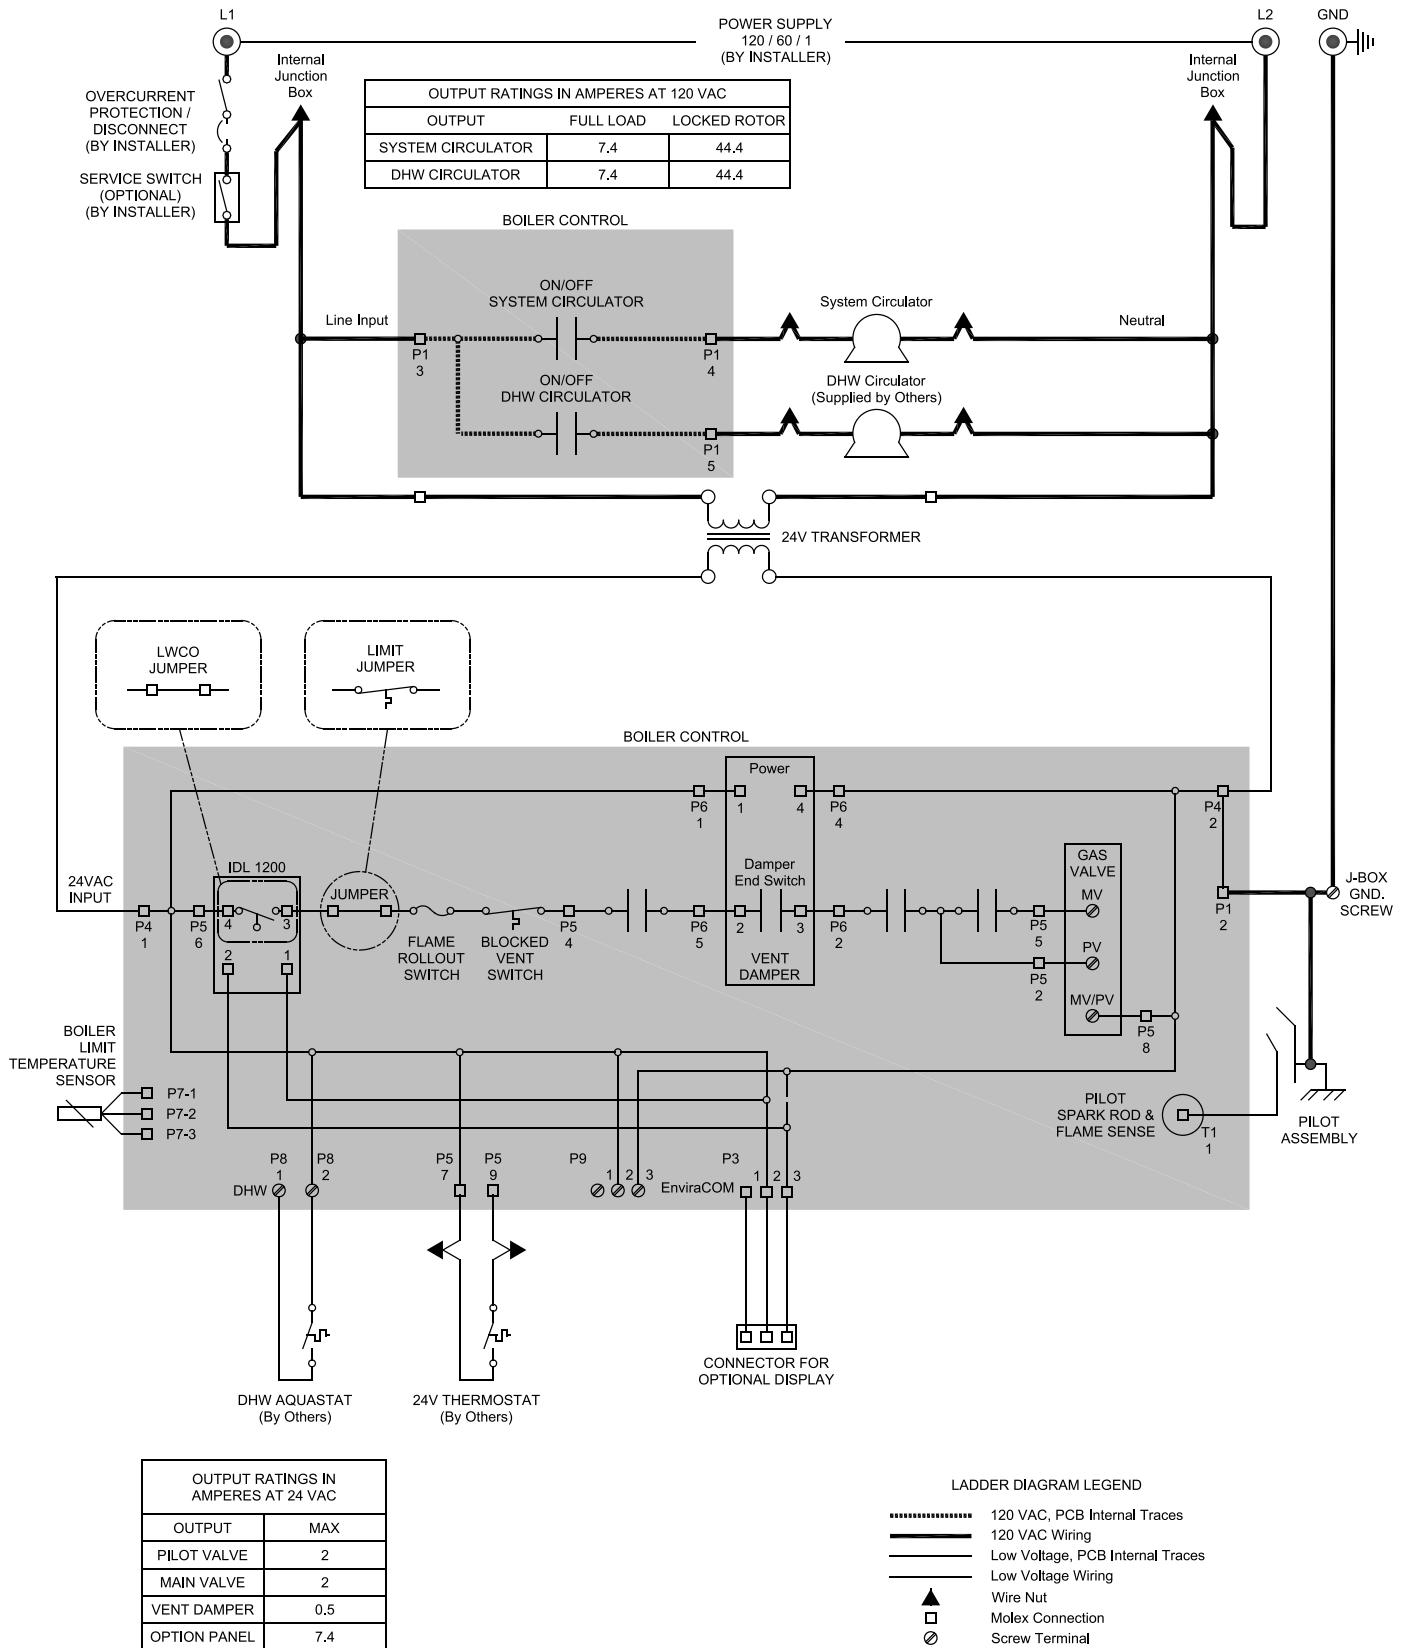 L1
POWER SUPPLY
120 / 60 / 1
(BY INSTALLER)
L2
GND
Internal
Junction
Box
Internal
Junction
Box
OVERCURRENT
PROTECTION /
DISCONNECT
(BY INSTALLER)
SERVICE SWITCH
(OPTIONAL)
(BY INSTALLER)
OUTPUT RATINGS IN AMPERES AT 120 VAC
OUTPUT FULL LOAD LOCKED ROTOR
SYSTEM CIRCULATOR 7.4 44.4
DHW CIRCULATOR 7.4 44.4
BOILER CONTROL
ON/OFF
SYSTEM CIRCULATOR
System Circulator
Line Input
Neutral
P1
3
P1
4
ON/OFF
DHW CIRCULATOR
DHW Circulator
(Supplied by Others)
P1
5
24V TRANSFORMER
LWCO
JUMPER
LIMIT
JUMPER
BOILER CONTROL
Power
P6
1
1
4
P6
4
P4
2
24VAC
INPUT
IDL 1200
JUMPER
Damper
End Switch
GAS
VALVE
MV
J-BOX
GND.
SCREW
P4
1
P5
6
4
3
2
1
FLAME
ROLLOUT
SWITCH
BLOCKED
VENT
SWITCH
P5
4
P6
5
2
3
VENT
DAMPER
P6
2
P5
5
PV
P5
2
MV/PV
P5
8
P1
2
BOILER
LIMIT
TEMPERATURE
SENSOR
P7-1
P7-2
P7-3
PILOT
SPARK ROD &
FLAME SENSE
T1
1
PILOT
ASSEMBLY
P8
1
P8
2
DHW
P5
7
P5
9
P9
1 2 3
P3
1 2 3
EnviraCOM
DHW AQUASTAT
(By Others)
24V THERMOSTAT
(By Others)
CONNECTOR FOR
OPTIONAL DISPLAY
OUTPUT RATINGS IN
AMPERES AT 24 VAC
OUTPUT MAX
PILOT VALVE 2
MAIN VALVE 2
VENT DAMPER 0.5
OPTION PANEL 7.4
LADDER DIAGRAM LEGEND
120 VAC, PCB Internal Traces
120 VAC Wiring
Low Voltage, PCB Internal Traces
Low Voltage Wiring
Wire Nut
Molex Connection
Screw Terminal